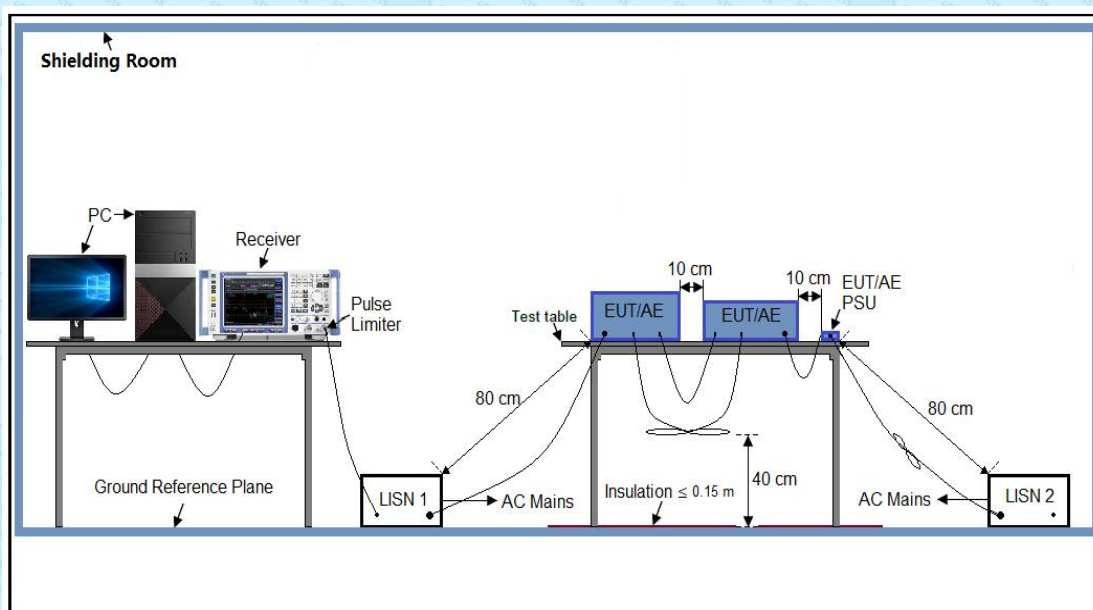 Shielding Room
PC
Receiver
Pulse
Limiter
10 cm
10 cm
EUT/AE
PSU
EUT/AE
EUT/AE
Test table
80 cm
80 cm
40 cm
Ground Reference Plane
LISN 1
AC Mains
Insulation ≤ 0.15 m
AC Mains
LISN 2